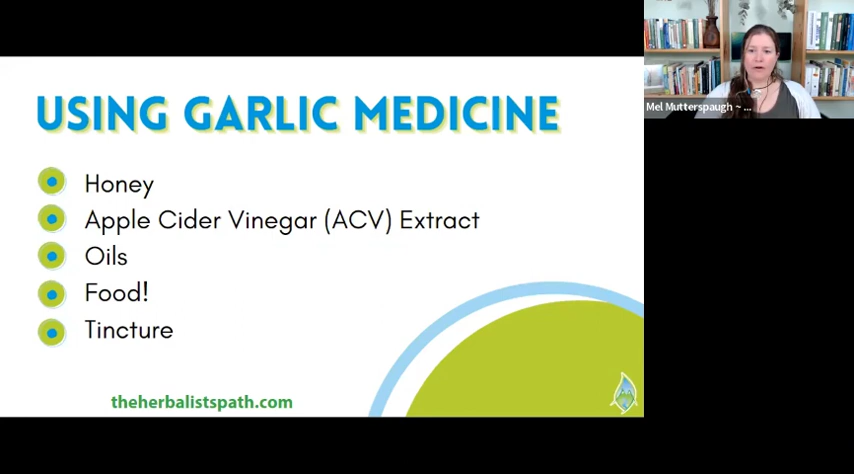 USING GARLIC MEDICINE
Honey
Apple Cider Vinegar (ACV) Extract
Oils
Food!
Tincture
theherbalistspath.com
Mel Mutterspaugh ~ ...